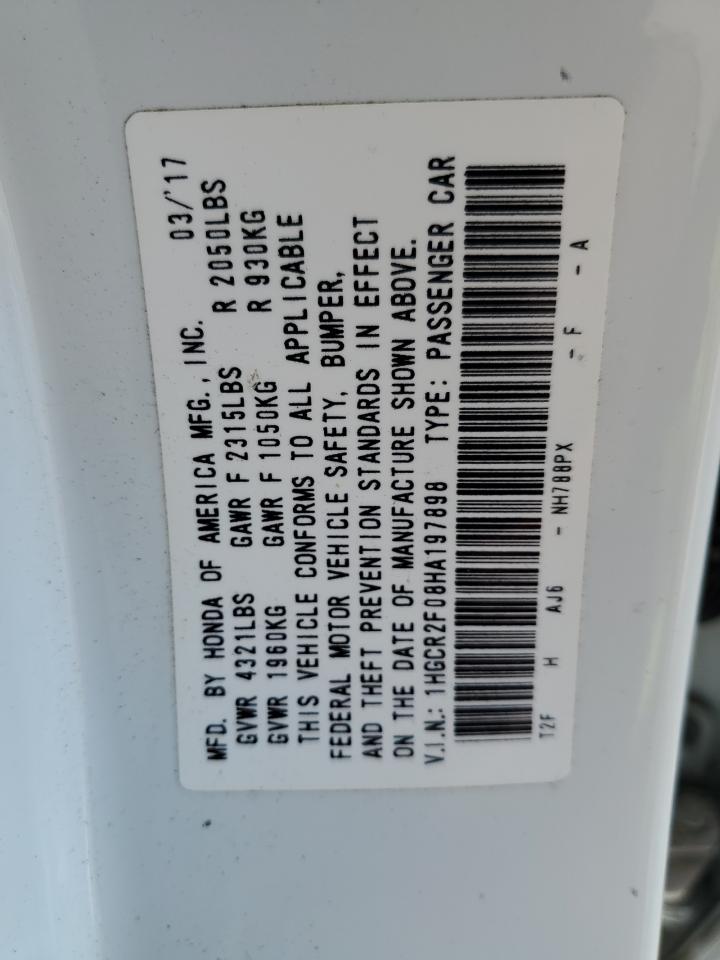 MFD. BY HONDA OF AMERICA MFG., INC. 03/'17
GVWR 4321LBS GAWR F 2315LBS R 2050LBS
GVWR 1960KG GAWR F 1050KG R 930KG
THIS VEHICLE CONFORMS TO ALL APPLICABLE
FEDERAL MOTOR VEHICLE SAFETY, BUMPER,
AND THEFT PREVENTION STANDARDS IN EFFECT
ON THE DATE OF MANUFACTURE SHOWN ABOVE.
V.I.N.: 1HGCR2F08HA197898 TYPE: PASSENGER CAR
T2F H AJ6 - NH788PX - F - A